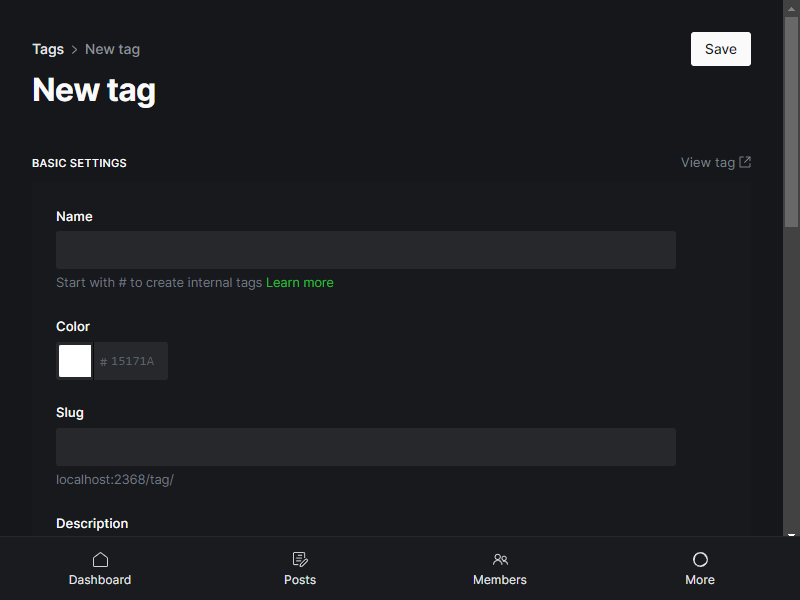 Tags > New tag
Save
New tag
BASIC SETTINGS
View tag
Name
Start with # to create internal tags Learn more
Color
# 15171A
Slug
localhost:2368/tag/
Description
Dashboard
Posts
Members
More